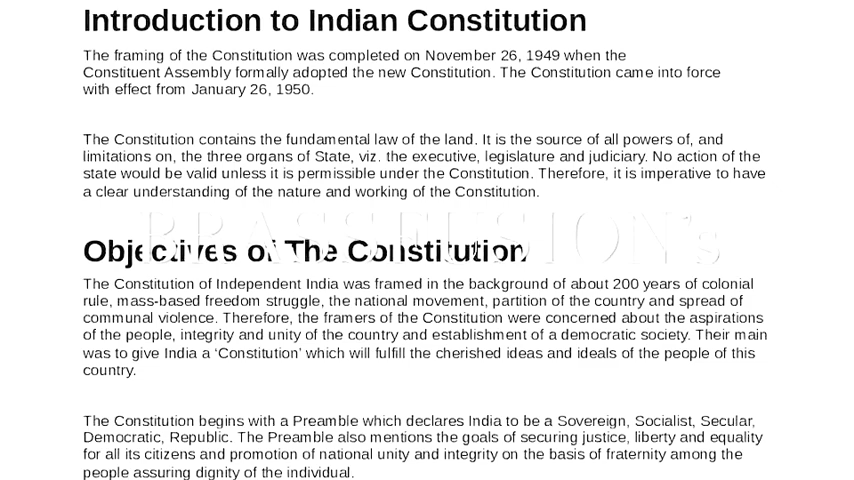 Introduction to Indian Constitution
The framing of the Constitution was completed on November 26, 1949 when the
Constituent Assembly formally adopted the new Constitution. The Constitution came into force
with effect from January 26, 1950.
The Constitution contains the fundamental law of the land. It is the source of all powers of, and
limitations on, the three organs of State, viz. the executive, legislature and judiciary. No action of the
state would be valid unless it is permissible under the Constitution. Therefore, it is imperative to have
a clear understanding of the nature and working of the Constitution.
BRASS FUSION's
Objectives of The Constitution
The Constitution of Independent India was framed in the background of about 200 years of colonial
rule, mass-based freedom struggle, the national movement, partition of the country and spread of
communal violence. Therefore, the framers of the Constitution were concerned about the aspirations
of the people, integrity and unity of the country and establishment of a democratic society. Their main
was to give India a ‘Constitution’ which will fulfill the cherished ideas and ideals of the people of this
country.
The Constitution begins with a Preamble which declares India to be a Sovereign, Socialist, Secular,
Democratic, Republic. The Preamble also mentions the goals of securing justice, liberty and equality
for all its citizens and promotion of national unity and integrity on the basis of fraternity among the
people assuring dignity of the individual.